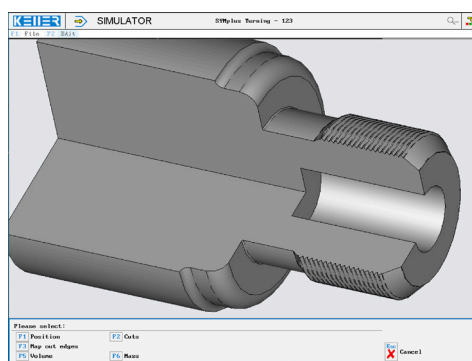 KELLER SIMULATOR SYMplus Turning - 123
F1 File F2 Edit
Please select:
F1 Position F2 Cuts
F3 Map out edges
F5 Volume F6 Mass
Esc Cancel